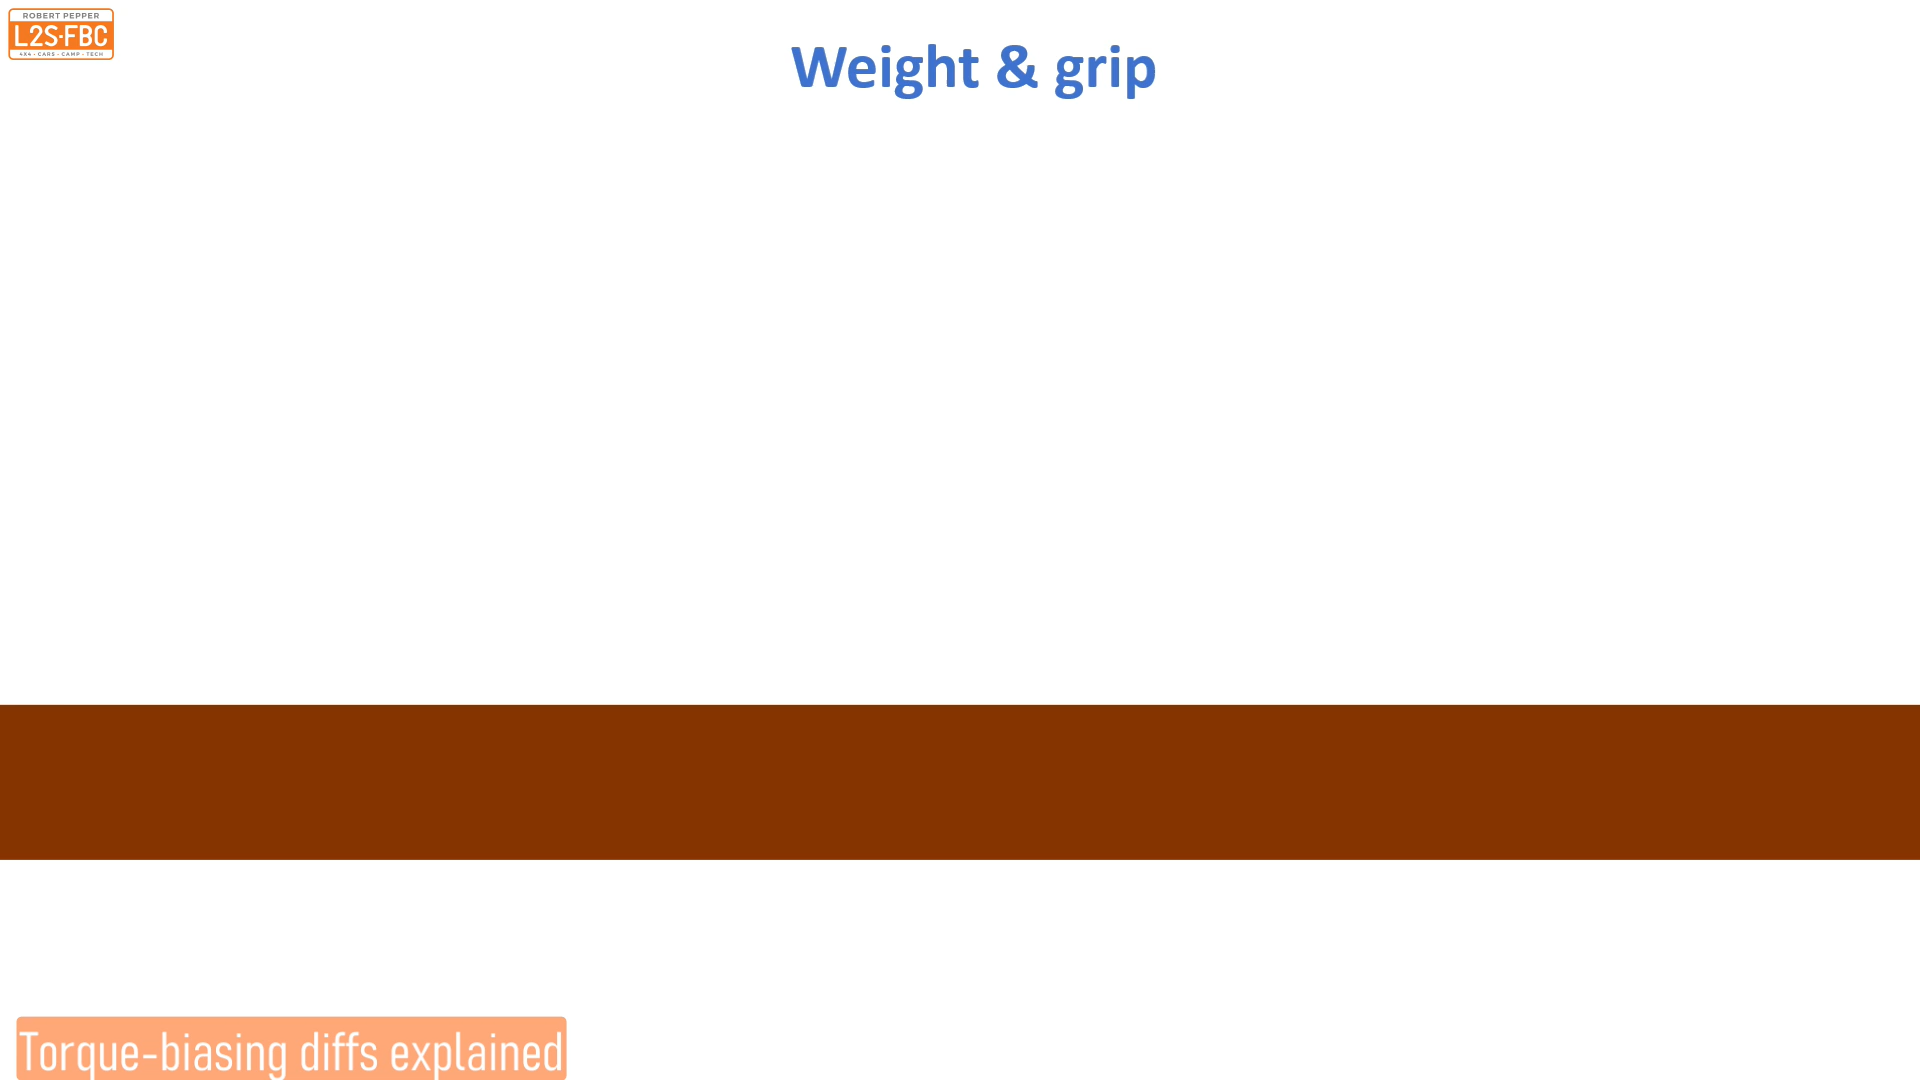 ROBERT PEPPER
L2S·FBC
4X4 · CARS · CAMP · TECH
Weight & grip
Torque-biasing diffs explained